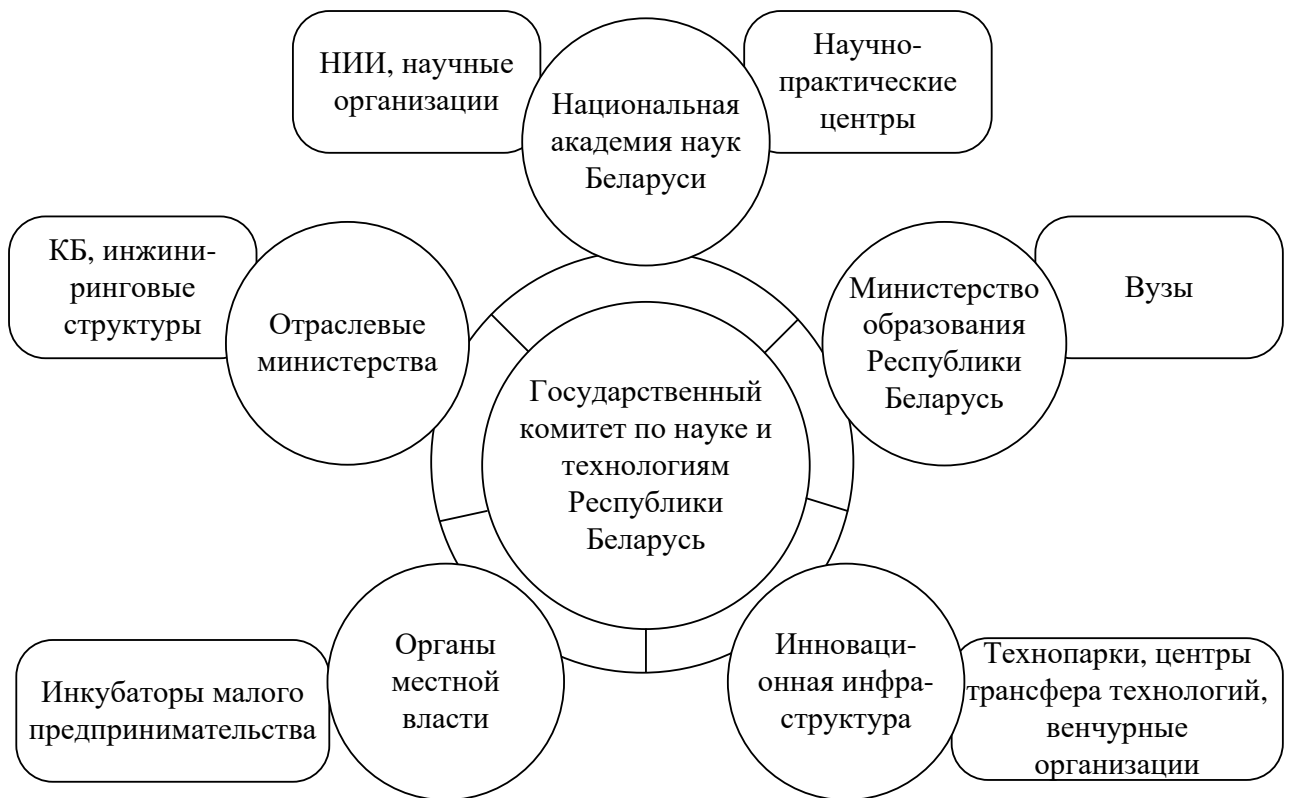 НИИ, научные
организации
Национальная
академия наук
Беларуси
Научно-
практические
центры
КБ, инжини-
ринговые
структуры
Отраслевые
министерства
Министерство
образования
Республики
Беларусь
Вузы
Государственный
комитет по науке и
технологиям
Республики
Беларусь
Инкубаторы малого
предпринимательства
Органы
местной
власти
Инноваци-
онная инфра-
структура
Технопарки, центры
трансфера технологий,
венчурные
организации